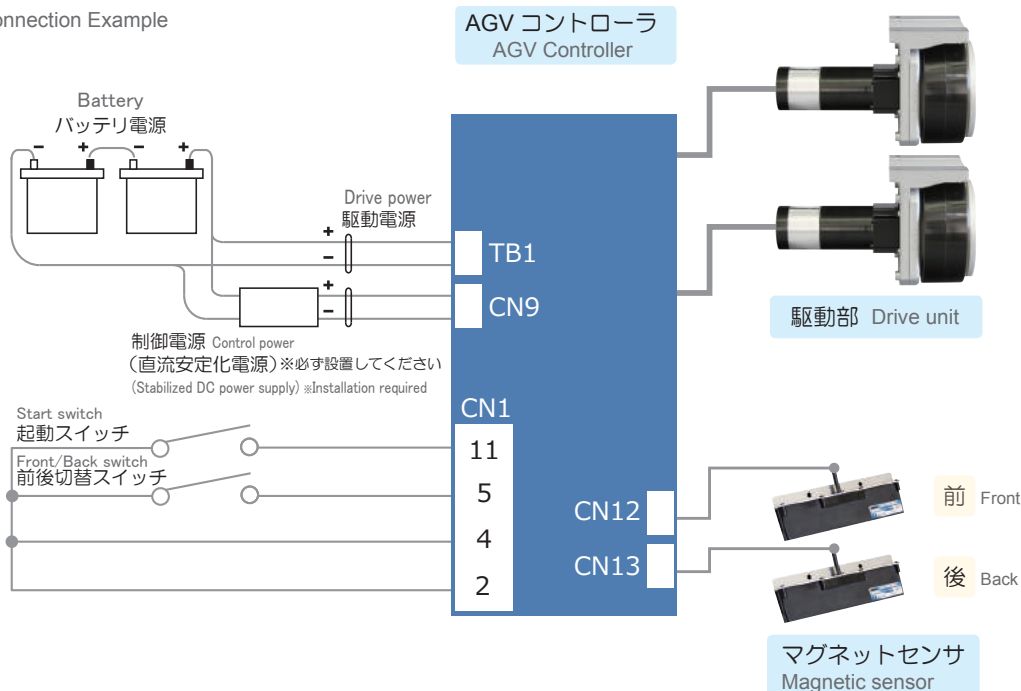 onnection Example
AGV コントローラ
AGV Controller
Battery
バッテリ電源
- + - +
Drive power
駆動電源
+
-
TB1
+
-
CN9
制御電源 Control power
（直流安定化電源）※必ず設置してください
(Stabilized DC power supply) ※Installation required
駆動部 Drive unit
CN1
Start switch
起動スイッチ
11
Front/Back switch
前後切替スイッチ
5
4
2
CN12
CN13
前 Front
後 Back
マグネットセンサ
Magnetic sensor